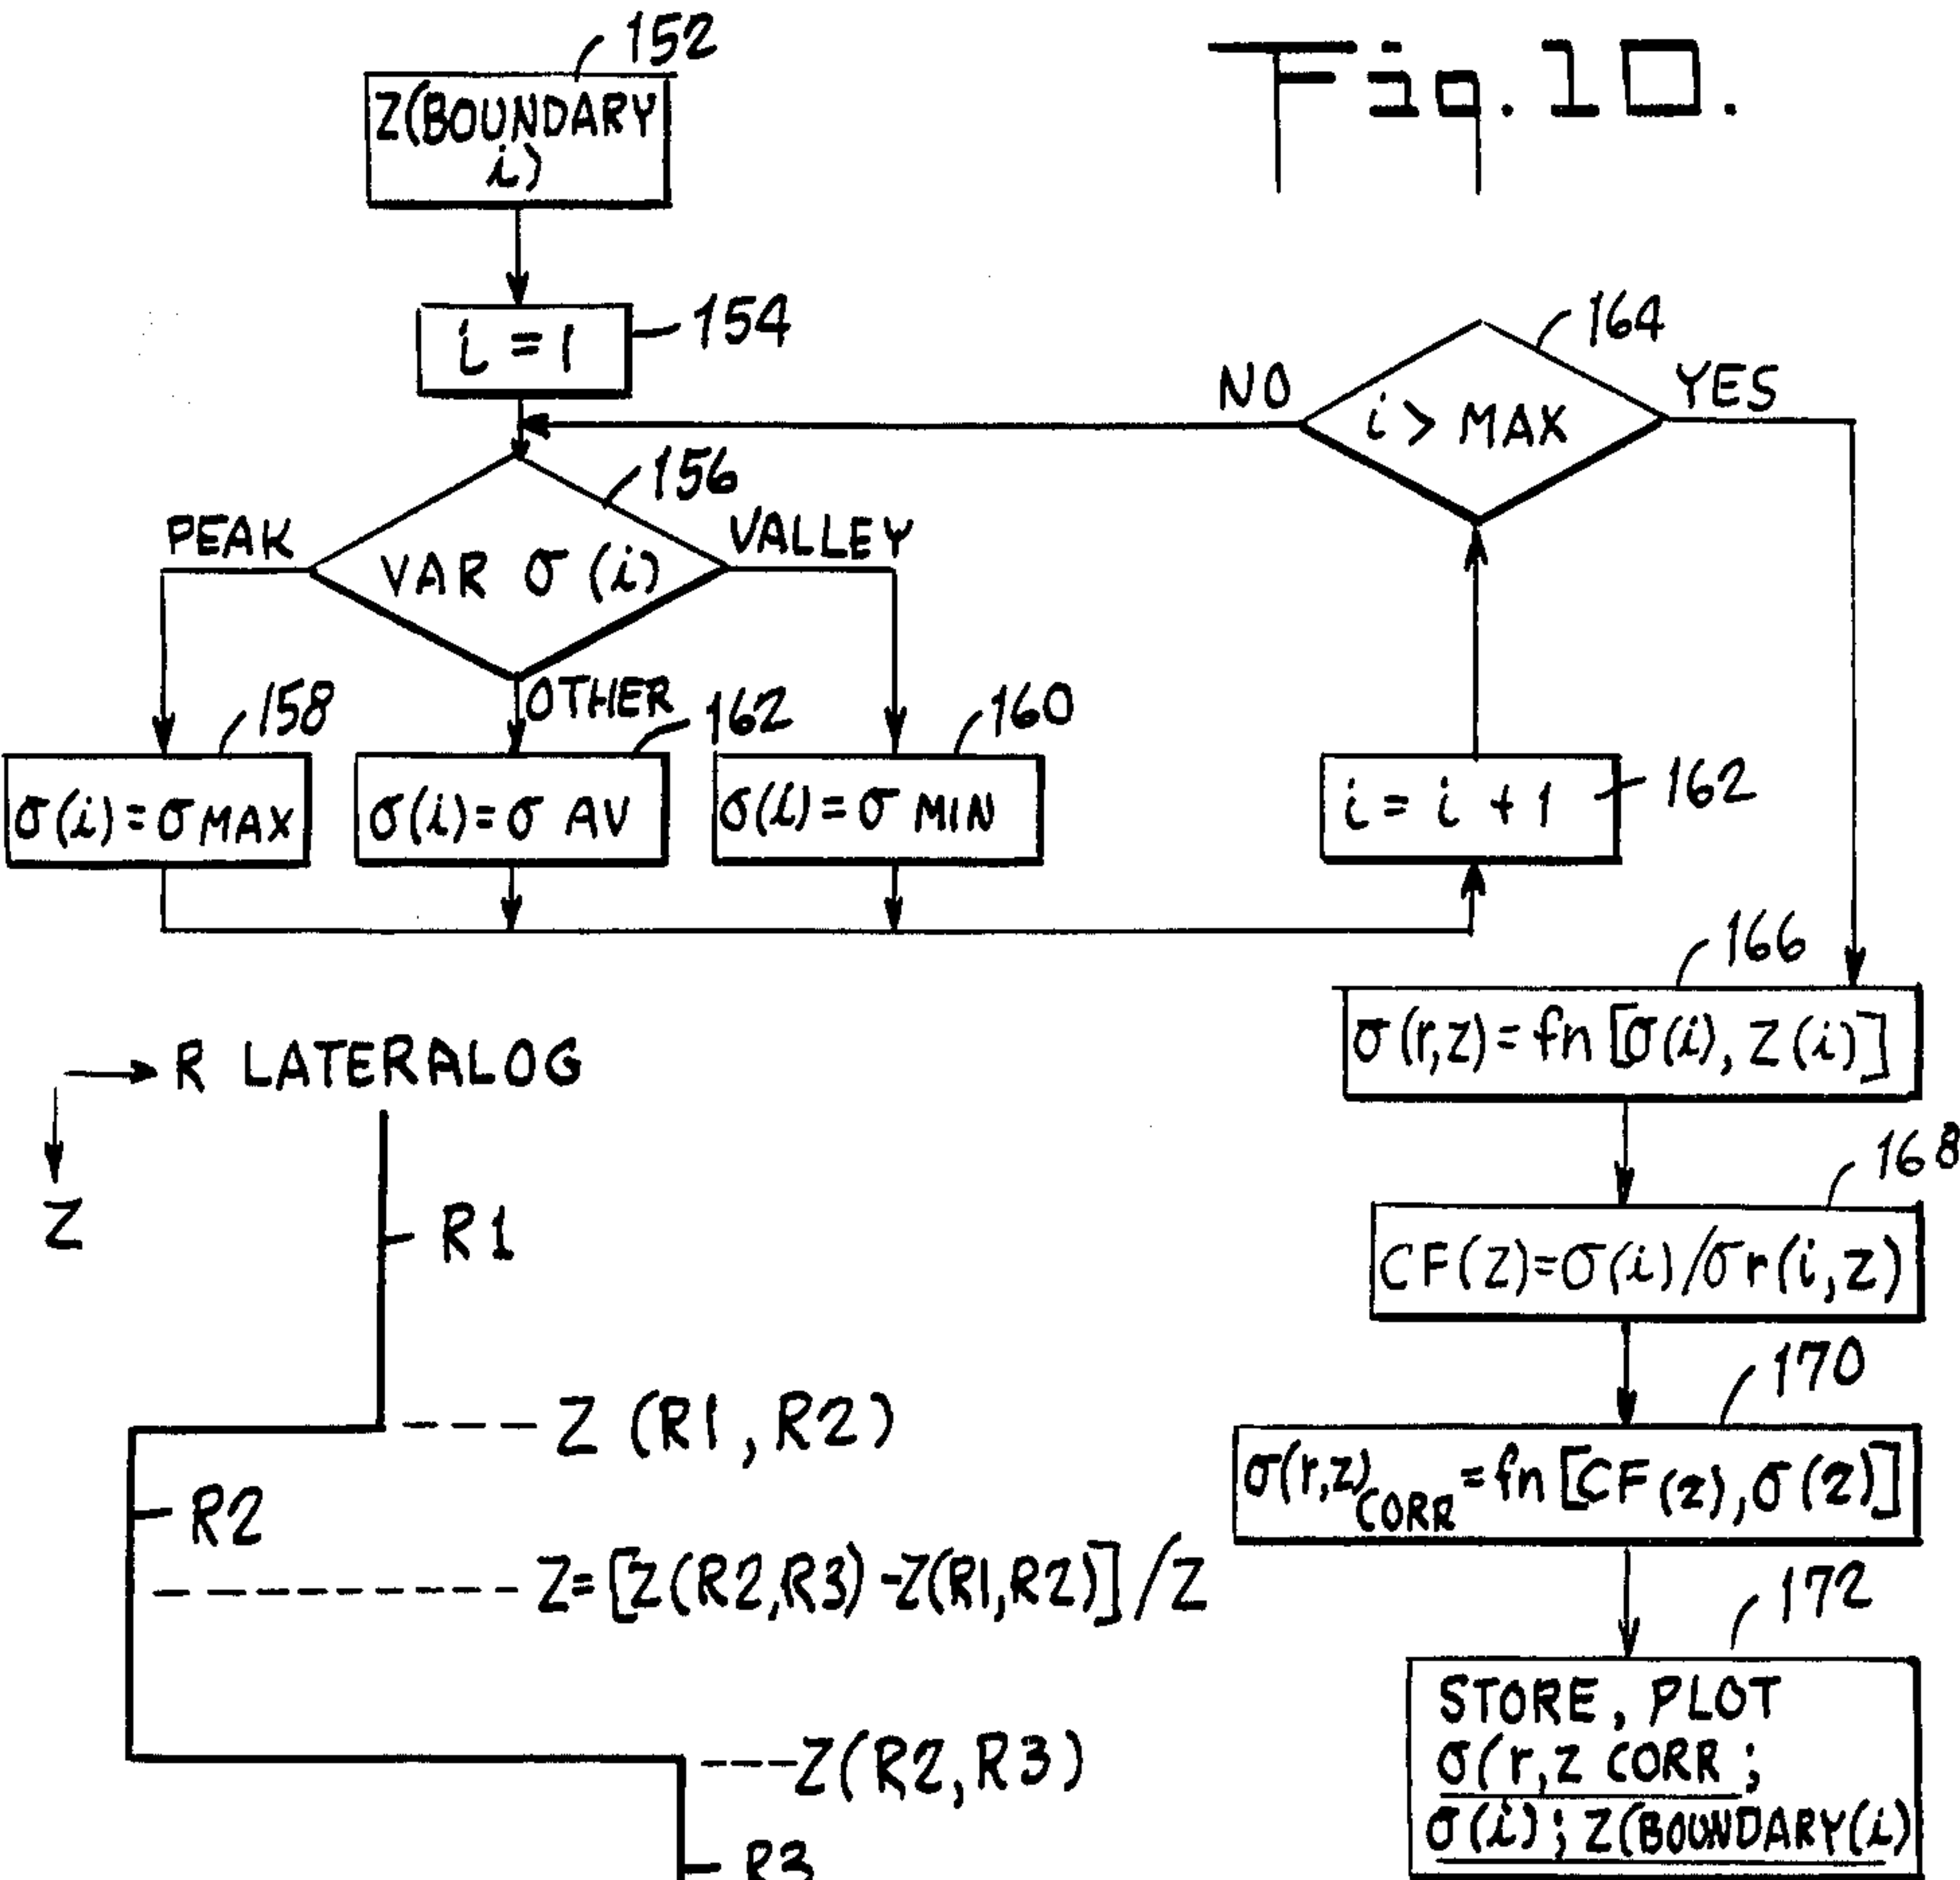 Fig. 10.
152
Z(BOUNDARY
i)
i = 1
154
164
NO
YES
i > MAX
156
PEAK
VALLEY
VAR σ (i)
OTHER
158
162
160
σ(i) = σ MAX
σ(i) = σ AV
σ(i) = σ MIN
i = i + 1
162
166
σ(r,z) = fn [σ(i), Z(i)]
168
CF(z) = σ(i) / σr(i, z)
170
σ(r,z)CORR = fn [CF(z), σ(z)]
172
STORE, PLOT
σ(r,z CORR ;
σ(i) ; Z(BOUNDARY(i)
R LATERALOG
Z
R1
Z (R1, R2)
R2
Z = [Z(R2,R3) - Z(R1,R2)] / Z
Z(R2, R3)
R3